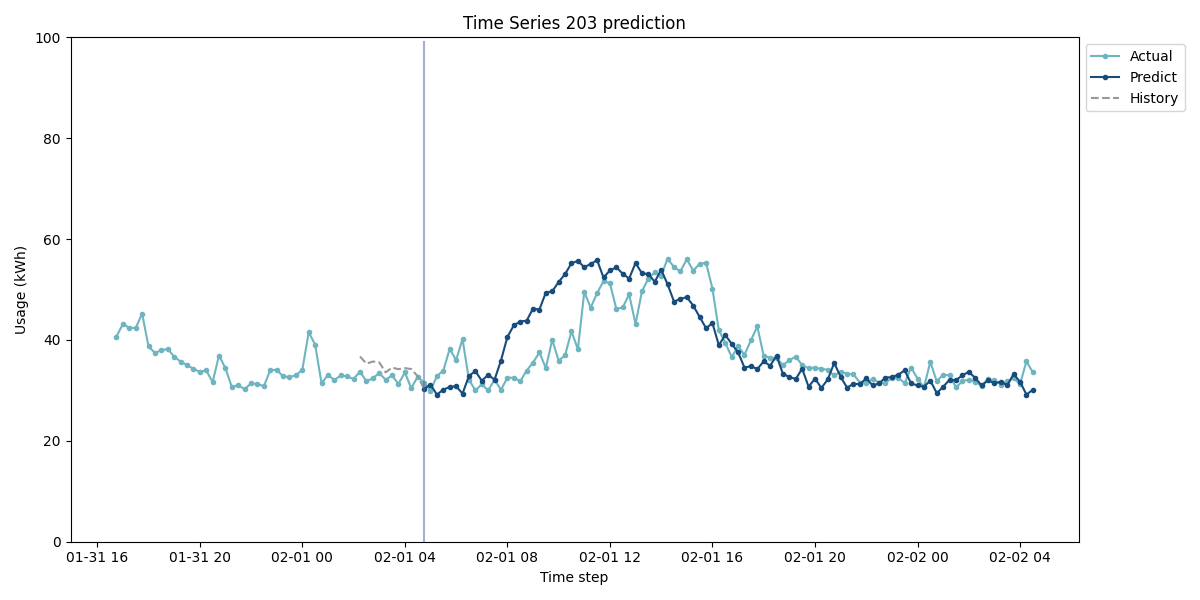 Time Series 203 prediction
100
80
60
40
20
0
Usage (kWh)
01-31 16
01-31 20
02-01 00
02-01 04
02-01 08
02-01 12
02-01 16
02-01 20
02-02 00
02-02 04
Time step
Actual
Predict
History